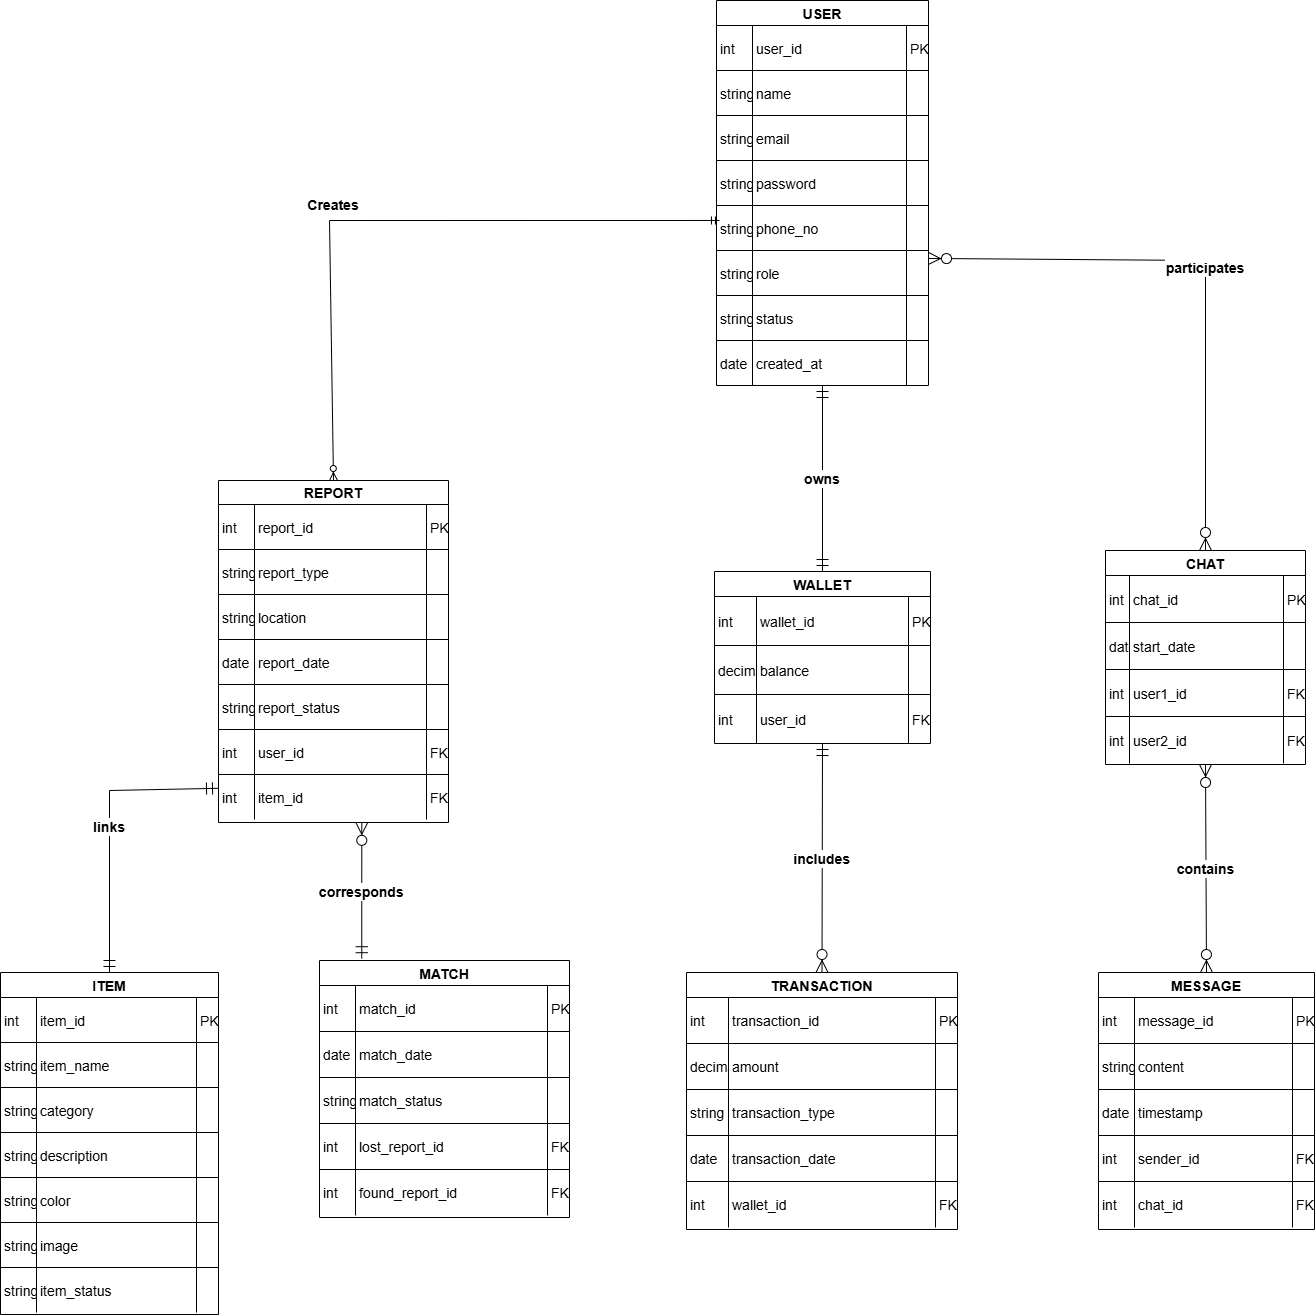 USER
int user_id PK
string name
string email
string password
string phone_no
string role
string status
date created_at
Creates
participates
owns
REPORT
int report_id PK
string report_type
string location
date report_date
string report_status
int user_id FK
int item_id FK
WALLET
int wallet_id PK
decim balance
int user_id FK
CHAT
int chat_id PK
dat start_date
int user1_id FK
int user2_id FK
links
corresponds
includes
contains
ITEM
int item_id PK
string item_name
string category
string description
string color
string image
string item_status
MATCH
int match_id PK
date match_date
string match_status
int lost_report_id FK
int found_report_id FK
TRANSACTION
int transaction_id PK
decim amount
string transaction_type
date transaction_date
int wallet_id FK
MESSAGE
int message_id PK
string content
date timestamp
int sender_id FK
int chat_id FK